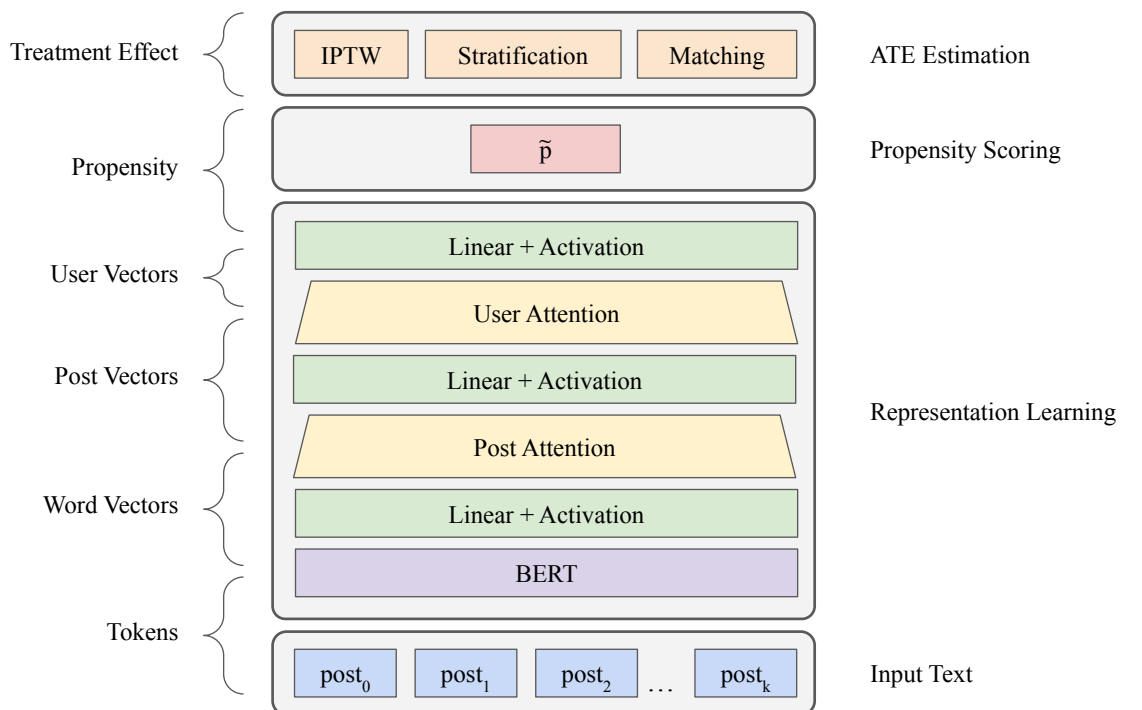 Treatment Effect
IPTW
Stratification
Matching
ATE Estimation
Propensity
p̃
Propensity Scoring
Linear + Activation
User Vectors
User Attention
Post Vectors
Linear + Activation
Representation Learning
Post Attention
Word Vectors
Linear + Activation
BERT
Tokens
post₀
post₁
post₂
...
postₖ
Input Text